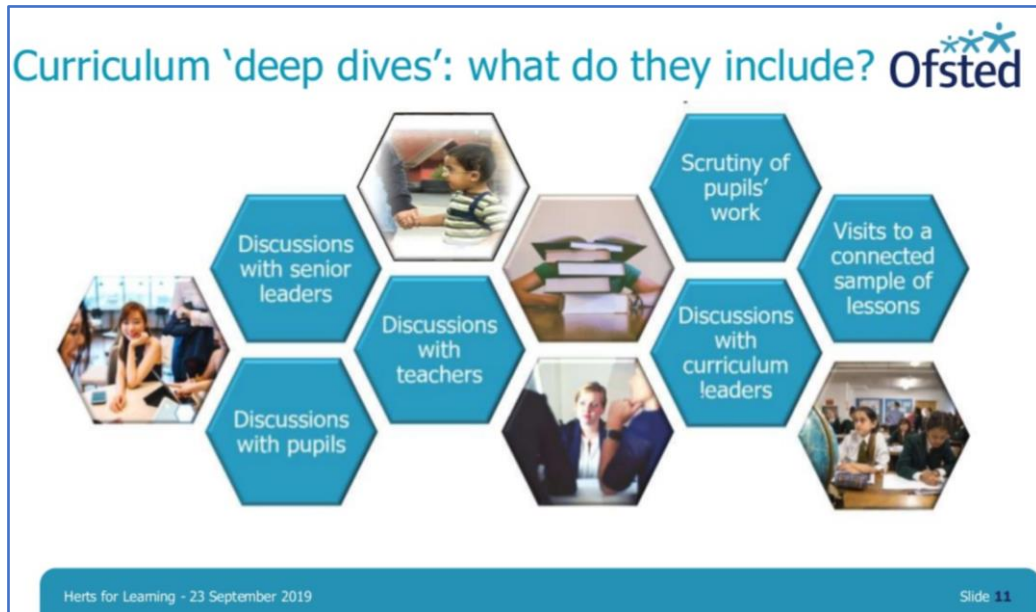 Curriculum ‘deep dives’: what do they include?
Ofsted
Discussions
with senior
leaders
Discussions
with pupils
Discussions
with
teachers
Scrutiny of
pupils’
work
Discussions
with
curriculum
leaders
Visits to a
connected
sample of
lessons
Herts for Learning - 23 September 2019
Slide 11